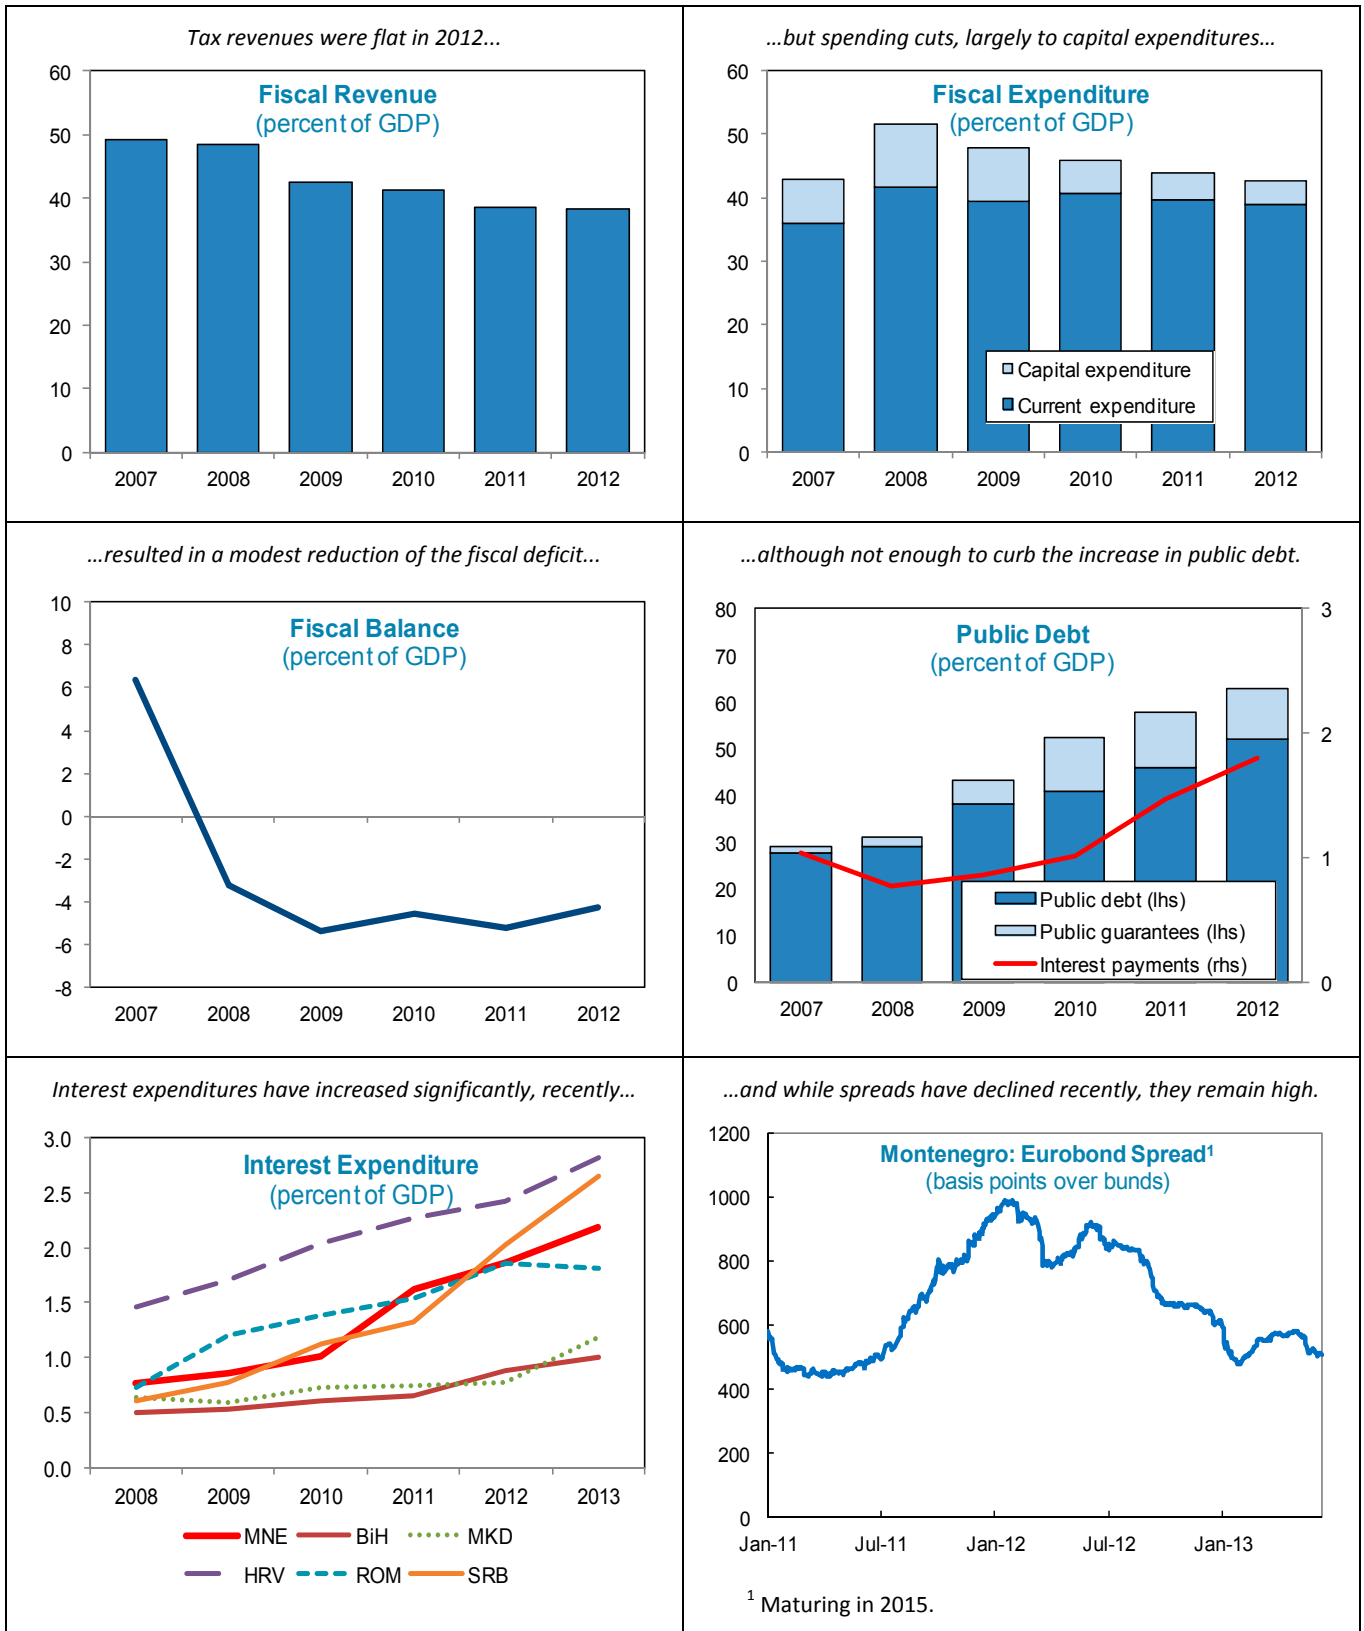 Tax revenues were flat in 2012...
Fiscal Revenue
(percent of GDP)
60
50
40
30
20
10
0
2007 2008 2009 2010 2011 2012
...but spending cuts, largely to capital expenditures...
Fiscal Expenditure
(percent of GDP)
60
50
40
30
20
10
0
Capital expenditure
Current expenditure
2007 2008 2009 2010 2011 2012
...resulted in a modest reduction of the fiscal deficit...
Fiscal Balance
(percent of GDP)
10
8
6
4
2
0
-2
-4
-6
-8
2007 2008 2009 2010 2011 2012
...although not enough to curb the increase in public debt.
Public Debt
(percent of GDP)
80
70
60
50
40
30
20
10
0
3
2
1
0
Public debt (lhs)
Public guarantees (lhs)
Interest payments (rhs)
2007 2008 2009 2010 2011 2012
Interest expenditures have increased significantly, recently...
Interest Expenditure
(percent of GDP)
3.0
2.5
2.0
1.5
1.0
0.5
0.0
2008 2009 2010 2011 2012 2013
MNE BiH MKD
HRV ROM SRB
...and while spreads have declined recently, they remain high.
Montenegro: Eurobond Spread¹
(basis points over bunds)
1200
1000
800
600
400
200
0
Jan-11 Jul-11 Jan-12 Jul-12 Jan-13
¹ Maturing in 2015.